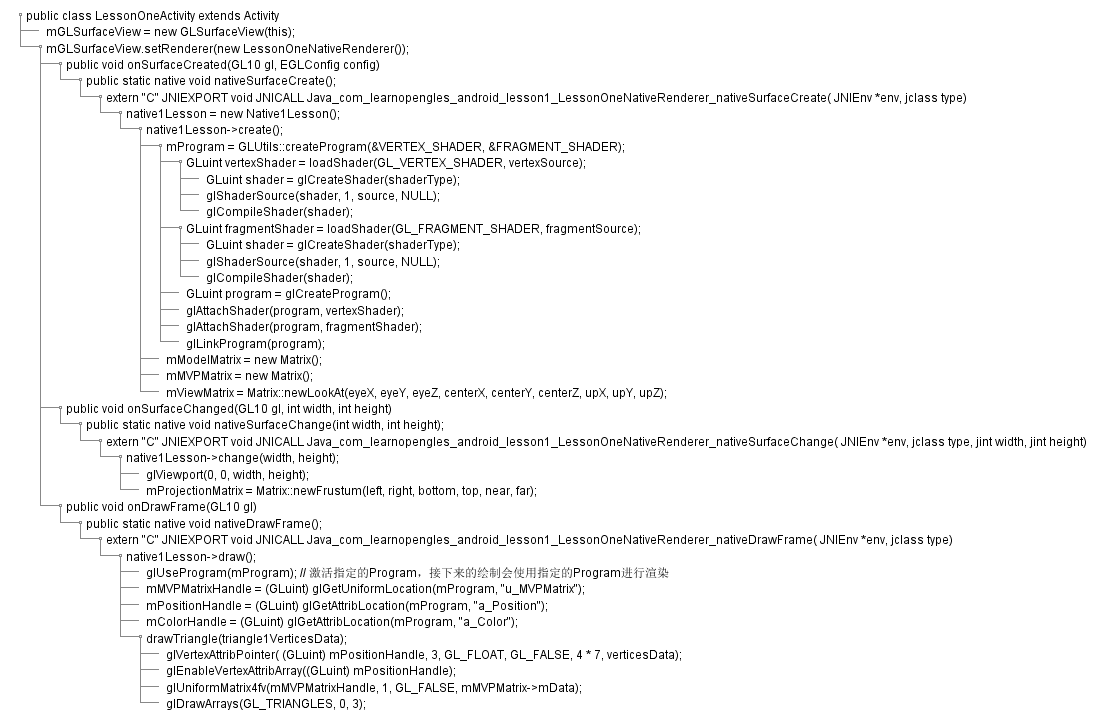 public class LessonOneActivity extends Activity
mGLSurfaceView = new GLSurfaceView(this);
mGLSurfaceView.setRenderer(new LessonOneNativeRenderer());
public void onSurfaceCreated(GL10 gl, EGLConfig config)
public static native void nativeSurfaceCreate();
extern "C" JNIEXPORT void JNICALL Java_com_learnopengles_android_lesson1_LessonOneNativeRenderer_nativeSurfaceCreate( JNIEnv *env, jclass type)
native1Lesson = new Native1Lesson();
native1Lesson->create();
mProgram = GLUtils::createProgram(&VERTEX_SHADER, &FRAGMENT_SHADER);
GLuint vertexShader = loadShader(GL_VERTEX_SHADER, vertexSource);
GLuint shader = glCreateShader(shaderType);
glShaderSource(shader, 1, source, NULL);
glCompileShader(shader);
GLuint fragmentShader = loadShader(GL_FRAGMENT_SHADER, fragmentSource);
GLuint shader = glCreateShader(shaderType);
glShaderSource(shader, 1, source, NULL);
glCompileShader(shader);
GLuint program = glCreateProgram();
glAttachShader(program, vertexShader);
glAttachShader(program, fragmentShader);
glLinkProgram(program);
mModelMatrix = new Matrix();
mMVPMatrix = new Matrix();
mViewMatrix = Matrix::newLookAt(eyeX, eyeY, eyeZ, centerX, centerY, centerZ, upX, upY, upZ);
public void onSurfaceChanged(GL10 gl, int width, int height)
public static native void nativeSurfaceChange(int width, int height);
extern "C" JNIEXPORT void JNICALL Java_com_learnopengles_android_lesson1_LessonOneNativeRenderer_nativeSurfaceChange( JNIEnv *env, jclass type, jint width, jint height)
native1Lesson->change(width, height);
glViewport(0, 0, width, height);
mProjectionMatrix = Matrix::newFrustum(left, right, bottom, top, near, far);
public void onDrawFrame(GL10 gl)
public static native void nativeDrawFrame();
extern "C" JNIEXPORT void JNICALL Java_com_learnopengles_android_lesson1_LessonOneNativeRenderer_nativeDrawFrame( JNIEnv *env, jclass type)
native1Lesson->draw();
glUseProgram(mProgram); // 激活指定的Program，接下来的绘制会使用指定的Program进行渲染
mMVPMatrixHandle = (GLuint) glGetUniformLocation(mProgram, "u_MVPMatrix");
mPositionHandle = (GLuint) glGetAttribLocation(mProgram, "a_Position");
mColorHandle = (GLuint) glGetAttribLocation(mProgram, "a_Color");
drawTriangle(triangle1VerticesData);
glVertexAttribPointer( (GLuint) mPositionHandle, 3, GL_FLOAT, GL_FALSE, 4 * 7, verticesData);
glEnableVertexAttribArray((GLuint) mPositionHandle);
glUniformMatrix4fv(mMVPMatrixHandle, 1, GL_FALSE, mMVPMatrix->mData);
glDrawArrays(GL_TRIANGLES, 0, 3);